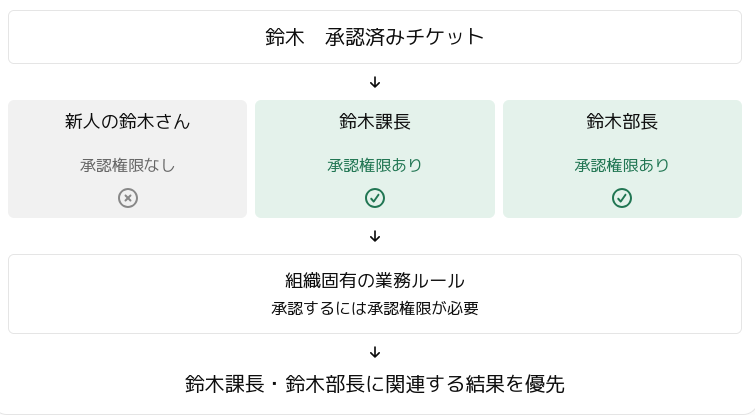 鈴木　承認済みチケット
新人の鈴木さん
承認権限なし
鈴木課長
承認権限あり
鈴木部長
承認権限あり
組織固有の業務ルール
承認するには承認権限が必要
鈴木課長・鈴木部長に関連する結果を優先